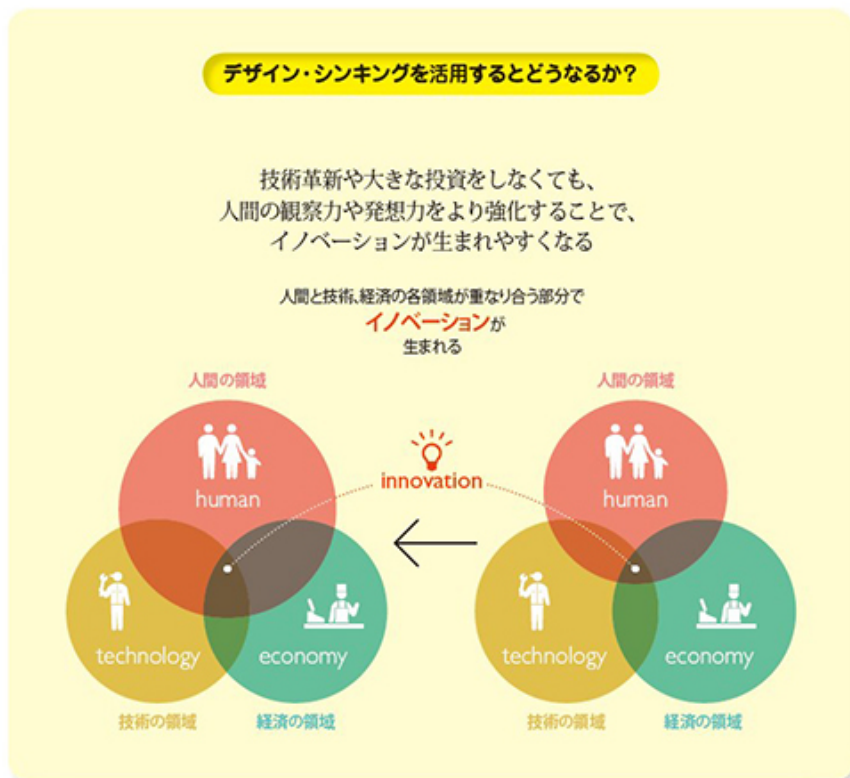 デザイン・シンキングを活用するとどうなるか？
技術革新や大きな投資をしなくても、
人間の観察力や発想力をより強化することで、
イノベーションが生まれやすくなる
人間と技術、経済の各領域が重なり合う部分で
イノベーションが
生まれる
人間の領域
human
technology
economy
技術の領域
経済の領域
innovation
人間の領域
human
technology
economy
技術の領域
経済の領域